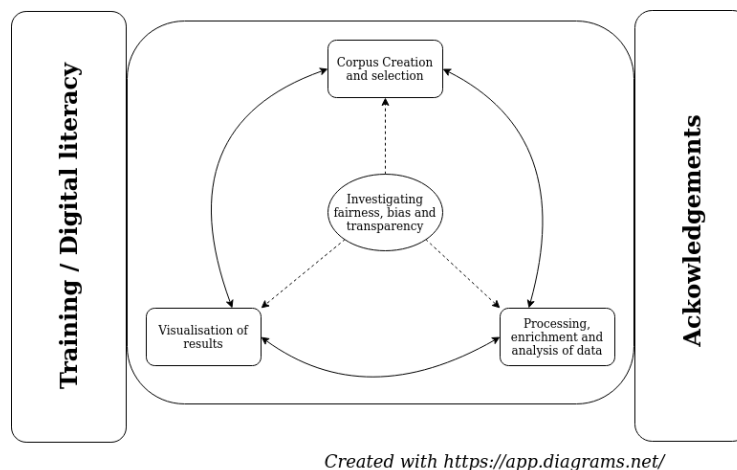 Training / Digital literacy
Corpus Creation
and selection
Investigating
fairness, bias and
transparency
Visualisation of
results
Processing,
enrichment and
analysis of data
Ackowledgements
Created with https://app.diagrams.net/